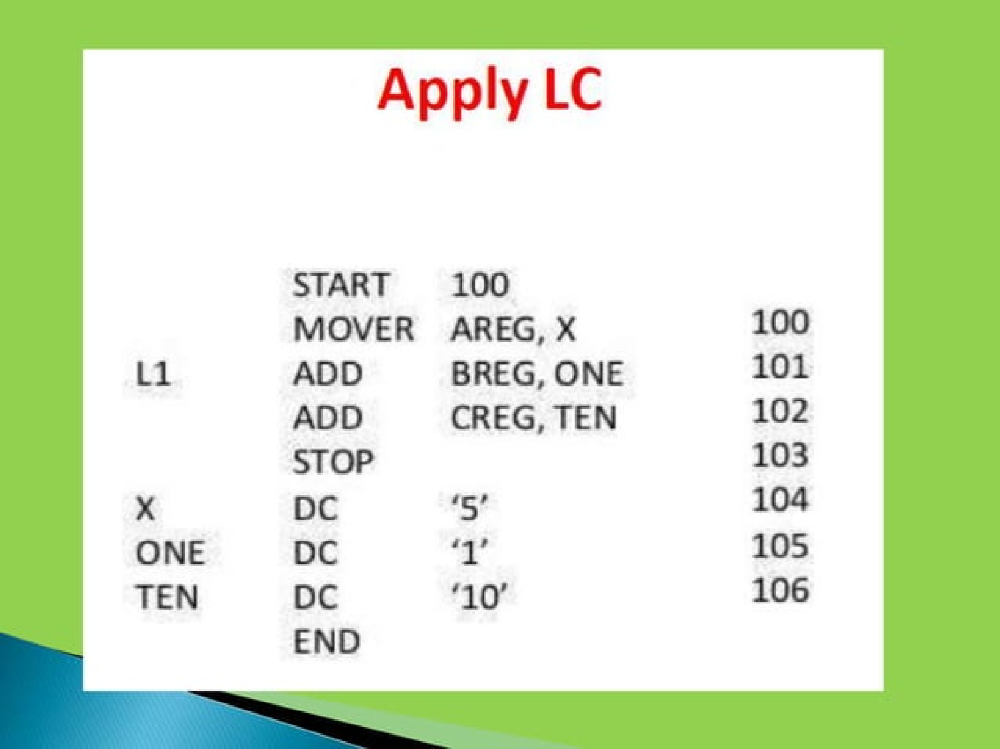 Apply LC
START 100
MOVER AREG, X 100
L1 ADD BREG, ONE 101
ADD CREG, TEN 102
STOP 103
X DC ‘5’ 104
ONE DC ‘1’ 105
TEN DC ‘10’ 106
END